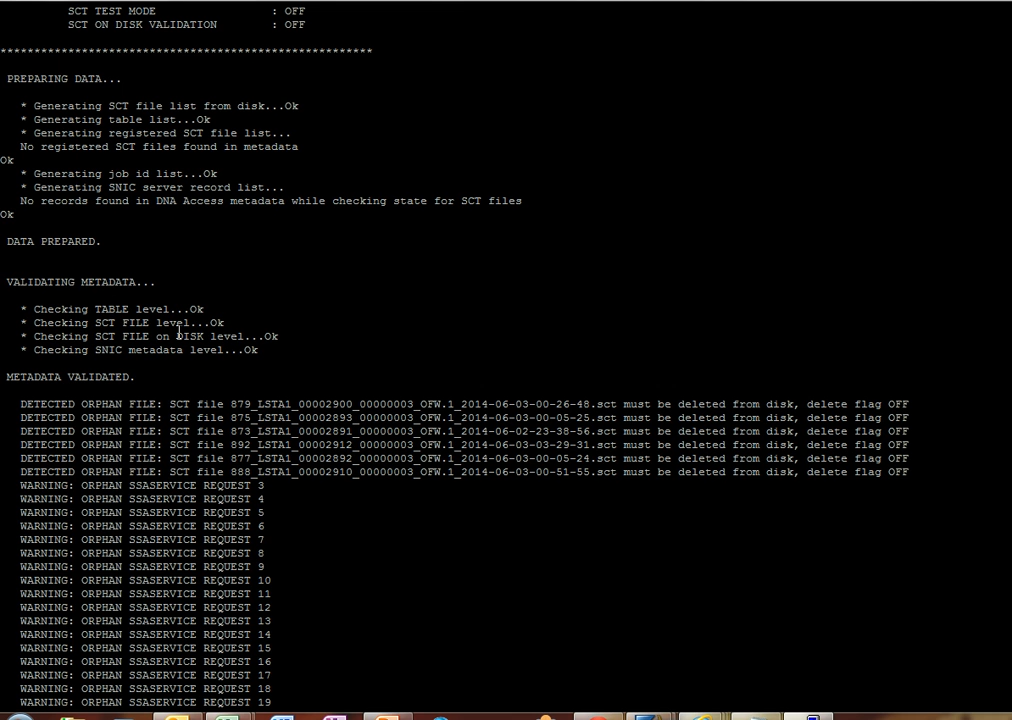 SCT TEST MODE : OFF
SCT ON DISK VALIDATION : OFF
*******************************************************
PREPARING DATA...
* Generating SCT file list from disk...Ok
* Generating table list...Ok
* Generating registered SCT file list...
No registered SCT files found in metadata
Ok
* Generating job id list...Ok
* Generating SNIC server record list...
No records found in DNA Access metadata while checking state for SCT files
Ok
DATA PREPARED.
VALIDATING METADATA...
* Checking TABLE level...Ok
* Checking SCT FILE level...Ok
* Checking SCT FILE on DISK level...Ok
* Checking SNIC metadata level...Ok
METADATA VALIDATED.
DETECTED ORPHAN FILE: SCT file 879_LSTA1_00002900_00000003_OFW.1_2014-06-03-00-26-48.sct must be deleted from disk, delete flag OFF
DETECTED ORPHAN FILE: SCT file 875_LSTA1_00002893_00000003_OFW.1_2014-06-03-00-05-25.sct must be deleted from disk, delete flag OFF
DETECTED ORPHAN FILE: SCT file 873_LSTA1_00002891_00000003_OFW.1_2014-06-02-23-38-56.sct must be deleted from disk, delete flag OFF
DETECTED ORPHAN FILE: SCT file 892_LSTA1_00002912_00000003_OFW.1_2014-06-03-03-29-31.sct must be deleted from disk, delete flag OFF
DETECTED ORPHAN FILE: SCT file 877_LSTA1_00002892_00000003_OFW.1_2014-06-03-00-05-24.sct must be deleted from disk, delete flag OFF
DETECTED ORPHAN FILE: SCT file 888_LSTA1_00002910_00000003_OFW.1_2014-06-03-00-51-55.sct must be deleted from disk, delete flag OFF
WARNING: ORPHAN SSASERVICE REQUEST 3
WARNING: ORPHAN SSASERVICE REQUEST 4
WARNING: ORPHAN SSASERVICE REQUEST 5
WARNING: ORPHAN SSASERVICE REQUEST 6
WARNING: ORPHAN SSASERVICE REQUEST 7
WARNING: ORPHAN SSASERVICE REQUEST 8
WARNING: ORPHAN SSASERVICE REQUEST 9
WARNING: ORPHAN SSASERVICE REQUEST 10
WARNING: ORPHAN SSASERVICE REQUEST 11
WARNING: ORPHAN SSASERVICE REQUEST 12
WARNING: ORPHAN SSASERVICE REQUEST 13
WARNING: ORPHAN SSASERVICE REQUEST 14
WARNING: ORPHAN SSASERVICE REQUEST 15
WARNING: ORPHAN SSASERVICE REQUEST 16
WARNING: ORPHAN SSASERVICE REQUEST 17
WARNING: ORPHAN SSASERVICE REQUEST 18
WARNING: ORPHAN SSASERVICE REQUEST 19